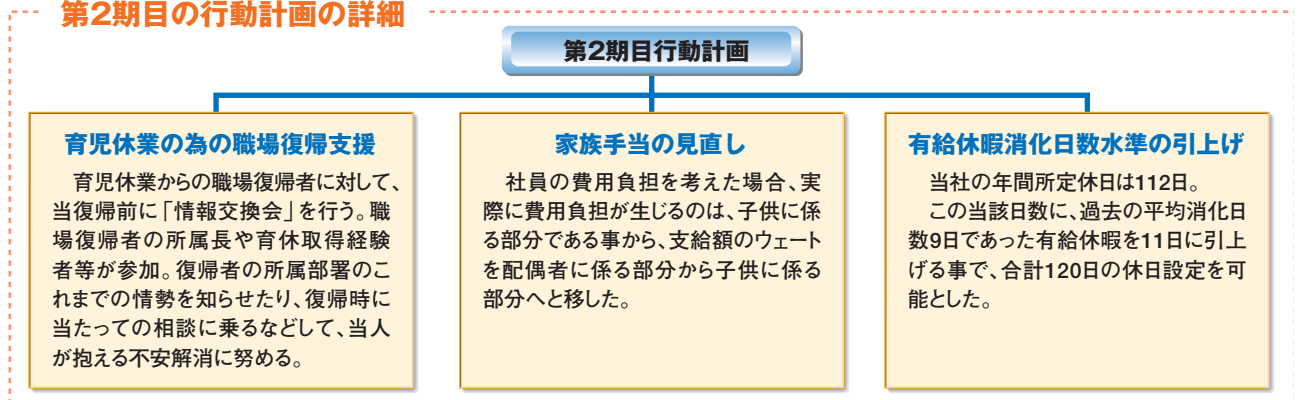 第2期目の行動計画の詳細
第2期目行動計画
育児休業の為の職場復帰支援
育児休業からの職場復帰者に対して、
当復帰前に「情報交換会」を行う。職
場復帰者の所属長や育休取得経験
者等が参加。復帰者の所属部署のこ
れまでの情勢を知らせたり、復帰時に
当たっての相談に乗るなどして、当人
が抱える不安解消に努める。
家族手当の見直し
社員の費用負担を考えた場合、実
際に費用負担が生じるのは、子供に係
る部分である事から、支給額のウェート
を配偶者に係る部分から子供に係る
部分へと移した。
有給休暇消化日数水準の引上げ
当社の年間所定休日は112日。
この当該日数に、過去の平均消化日
数9日であった有給休暇を11日に引上
げる事で、合計120日の休日設定を可
能とした。